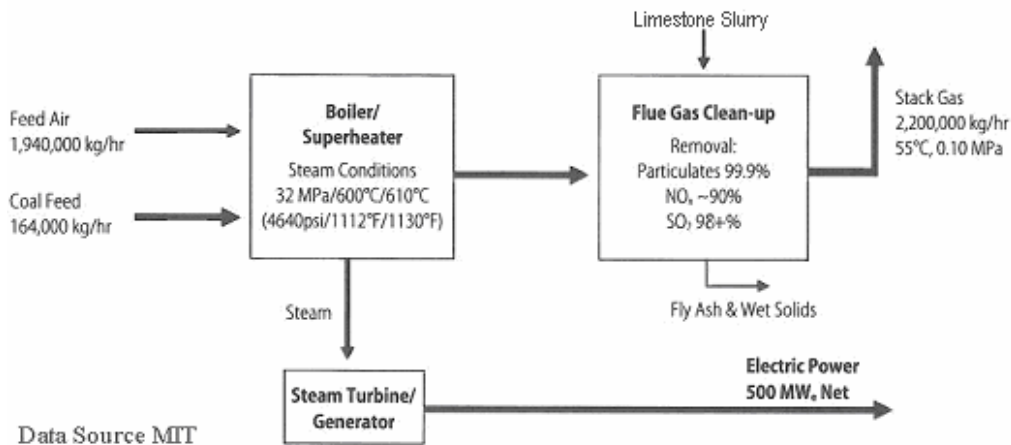 Limestone Slurry
Feed Air
1,940,000 kg/hr
Coal Feed
164,000 kg/hr
Boiler/
Superheater
Steam Conditions
32 MPa/600°C/610°C
(4640psi/1112°F/1130°F)
Flue Gas Clean-up
Removal:
Particulates 99.9%
NOₓ ~90%
SO₂ 98+%
Stack Gas
2,200,000 kg/hr
55°C, 0.10 MPa
Steam
Fly Ash & Wet Solids
Steam Turbine/
Generator
Electric Power
500 MWₑ Net
Data Source MIT